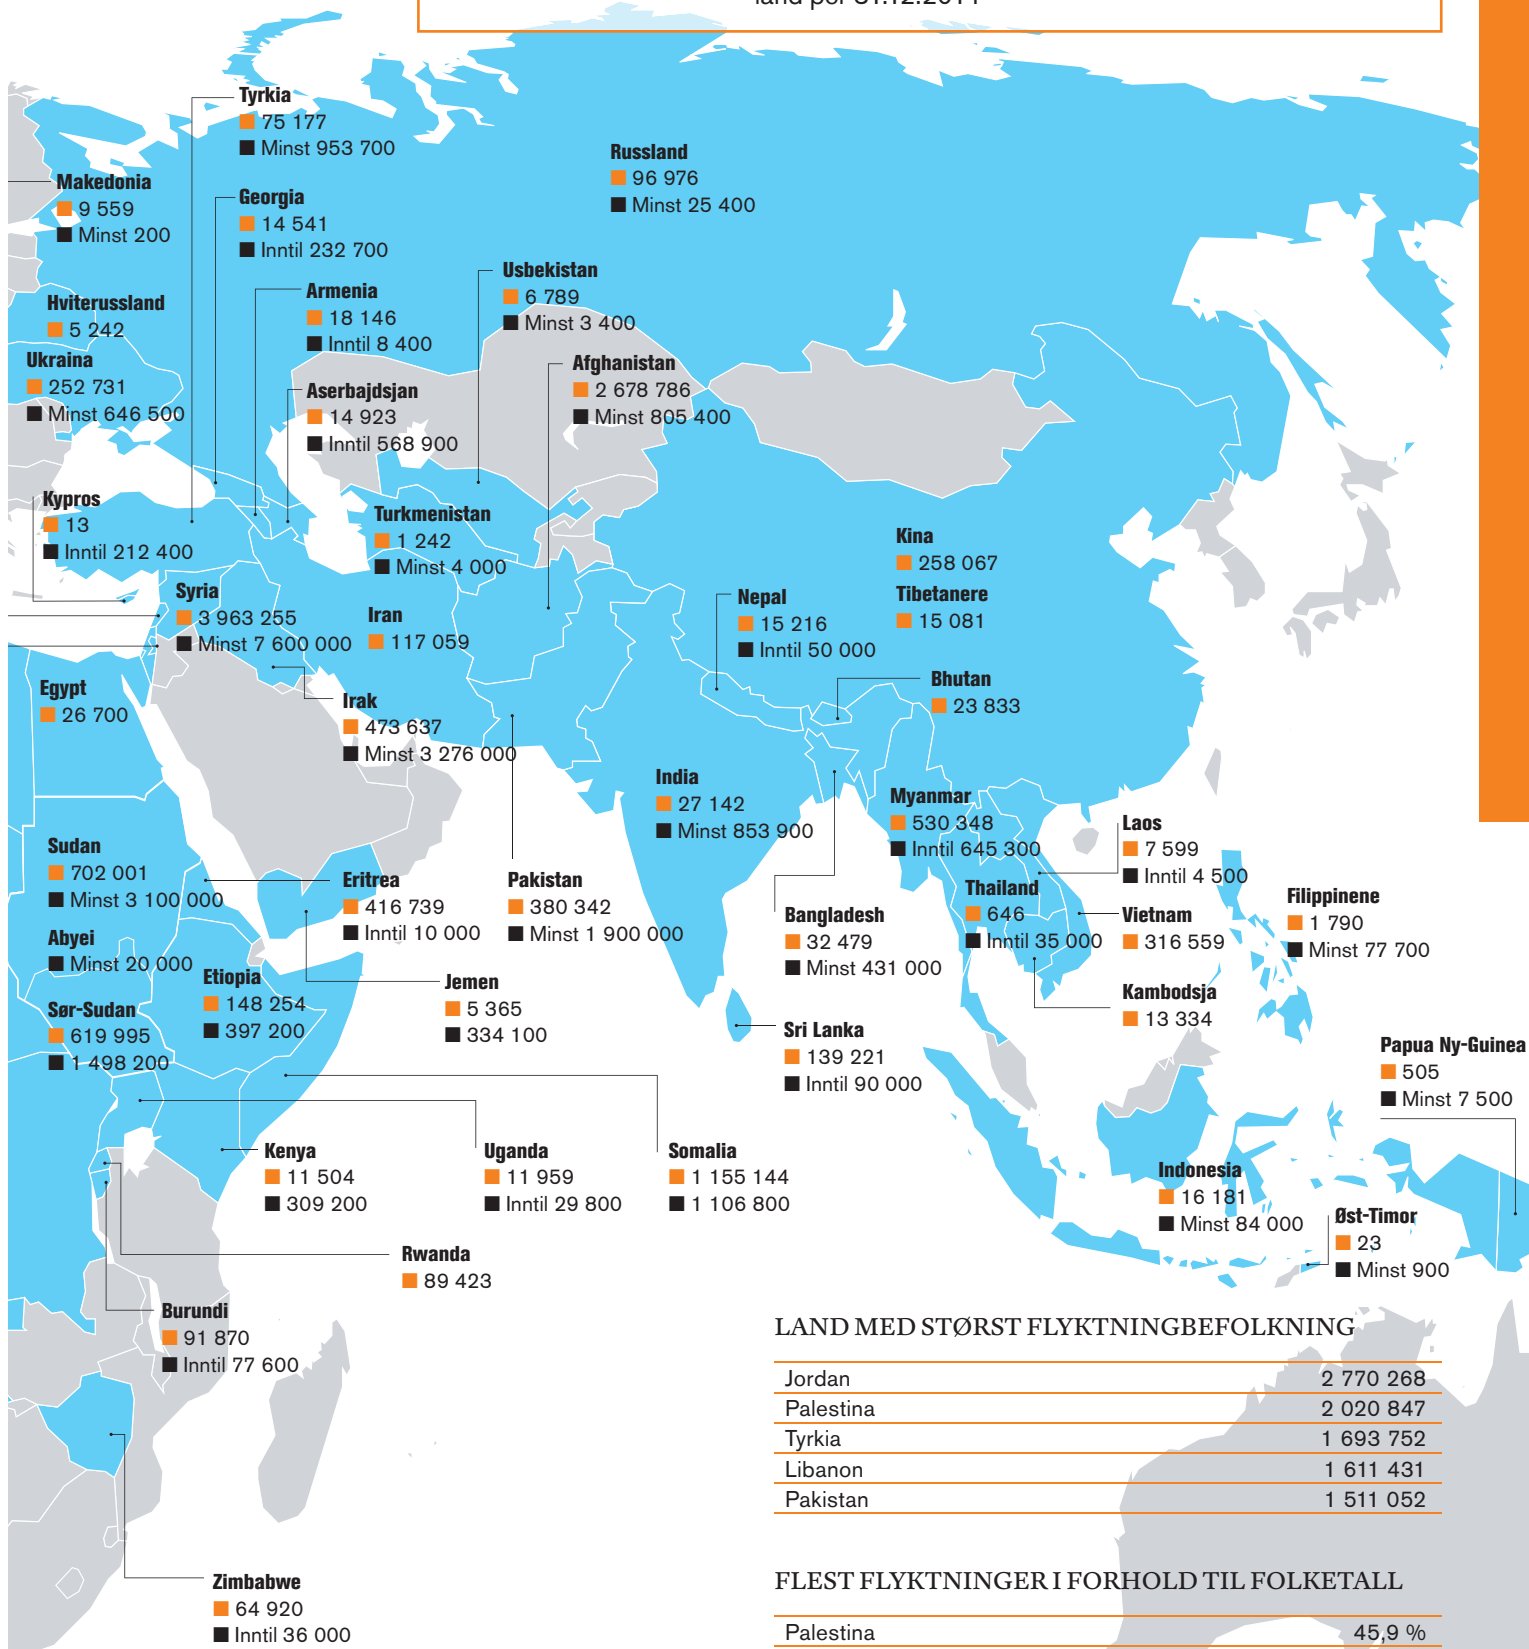 Tyrkia
75 177
Minst 953 700
Russland
96 976
Minst 25 400
Makedonia
9 559
Minst 200
Georgia
14 541
Inntil 232 700
Usbekistan
6 789
Minst 3 400
Armenia
18 146
Inntil 8 400
Hviterussland
5 242
Ukraina
252 731
Minst 646 500
Afghanistan
2 678 786
Minst 805 400
Aserbajdsjan
14 923
Inntil 568 900
Kypros
13
Inntil 212 400
Turkmenistan
1 242
Minst 4 000
Kina
258 067
Tibetanere
15 081
Syria
3 963 255
Minst 7 600 000
Iran
117 059
Nepal
15 216
Inntil 50 000
Bhutan
23 833
Egypt
26 700
Irak
473 637
Minst 3 276 000
India
27 142
Minst 853 900
Myanmar
530 348
Inntil 645 300
Laos
7 599
Inntil 4 500
Sudan
702 001
Minst 3 100 000
Eritrea
416 739
Inntil 10 000
Pakistan
380 342
Minst 1 900 000
Thailand
646
Inntil 35 000
Filippinene
1 790
Minst 77 700
Bangladesh
32 479
Minst 431 000
Vietnam
316 559
Abyei
Minst 20 000
Etiopia
148 254
397 200
Jemen
5 365
334 100
Kambodsja
13 334
Sør-Sudan
619 995
1 498 200
Sri Lanka
139 221
Inntil 90 000
Papua Ny-Guinea
505
Minst 7 500
Kenya
11 504
309 200
Uganda
11 959
Inntil 29 800
Somalia
1 155 144
1 106 800
Indonesia
16 181
Minst 84 000
Øst-Timor
23
Minst 900
Rwanda
89 423
Burundi
91 870
Inntil 77 600
LAND MED STØRST FLYKTNINGBEFOLKNING
Jordan 2 770 268
Palestina 2 020 847
Tyrkia 1 693 752
Libanon 1 611 431
Pakistan 1 511 052
FLEST FLYKTNINGER I FORHOLD TIL FOLKETALL
Palestina 45,9 %
Zimbabwe
64 920
Inntil 36 000